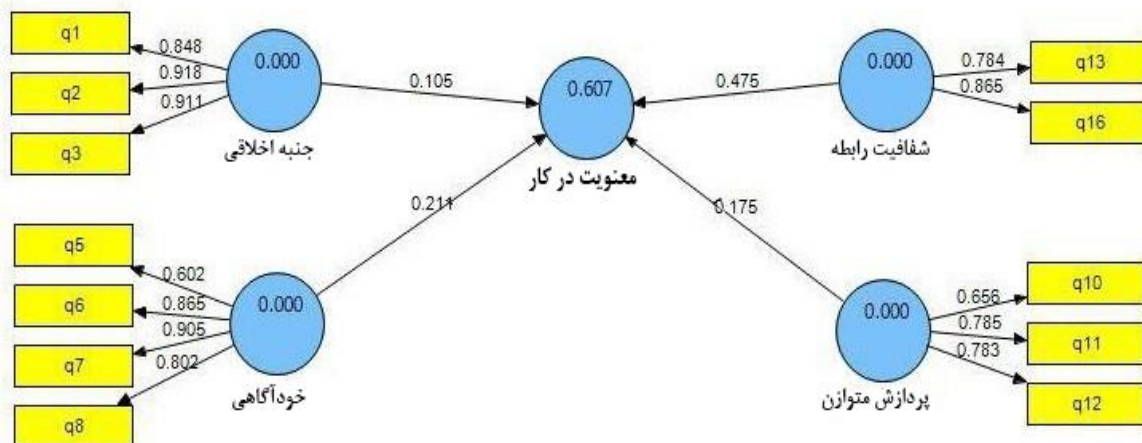 q1
q2
q3
0.848
0.918
0.911
0.000
جنبه اخلاقی
0.105
0.607
معنویت در کار
0.475
0.000
شفافیت رابطه
0.784
0.865
q13
q16
q5
q6
q7
q8
0.602
0.865
0.905
0.802
0.000
خودآگاهی
0.211
0.175
0.000
پردازش متوازن
0.656
0.785
0.783
q10
q11
q12